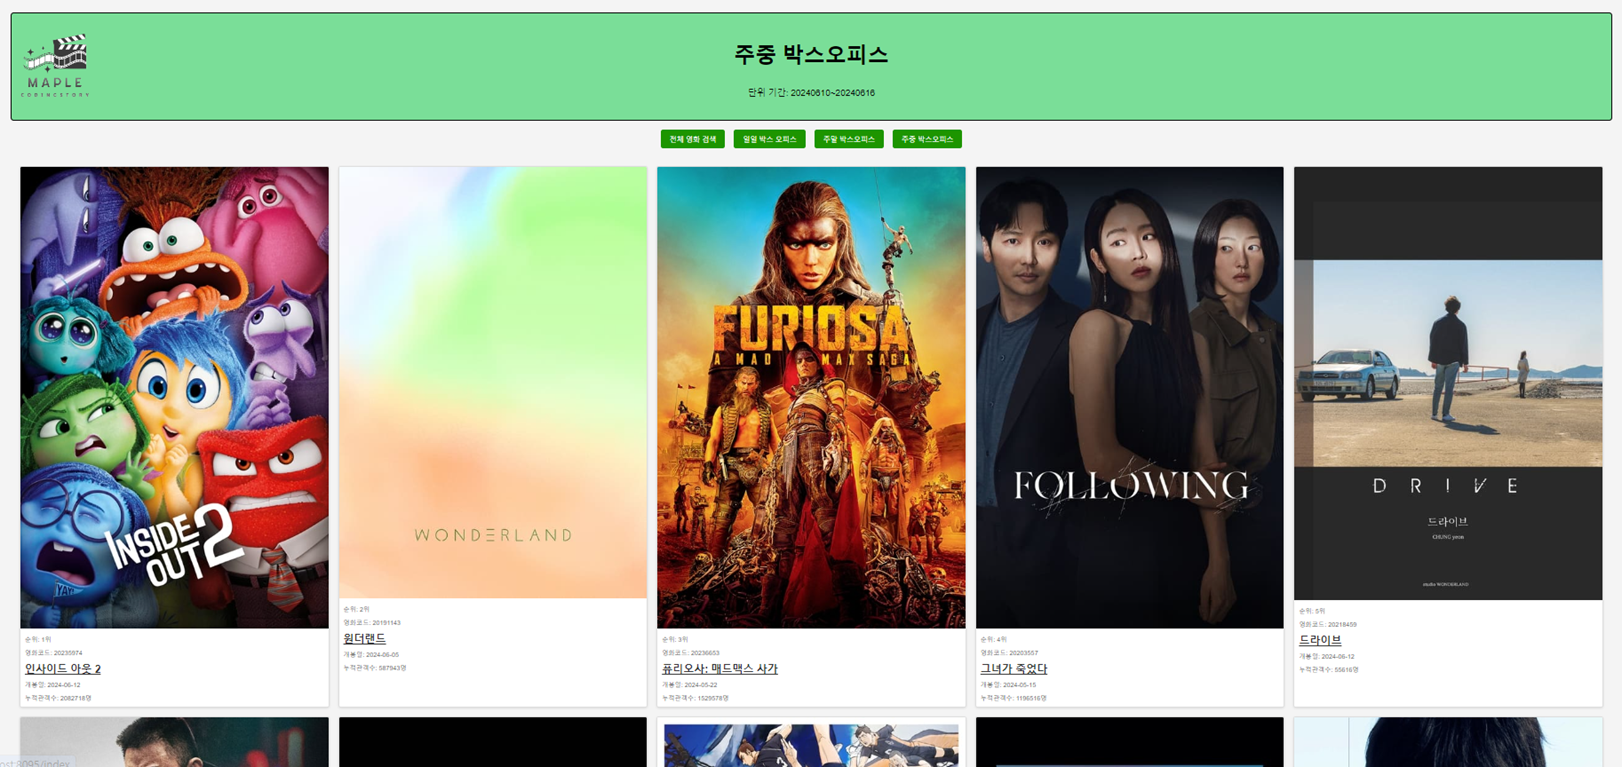 주중 박스오피스
단위 기간: 20240610~20240616
MAPLE
CODINGSTORY
전체 영화 검색
일일 박스 오피스
주말 박스오피스
주중 박스오피스
INSIDE
OUT 2
YAY!
순위: 1위
영화코드: 20235974
인사이드 아웃 2
개봉일: 2024-06-12
누적관객수: 2082718명
WONDERLAND
순위: 2위
영화코드: 20191143
원더랜드
개봉일: 2024-06-05
누적관객수: 587943명
FURIOSA
A MAD MAX SAGA
순위: 3위
영화코드: 20236653
퓨리오사: 매드맥스 사가
개봉일: 2024-05-22
누적관객수: 1529578명
FOLLOWING
순위: 4위
영화코드: 20203557
그녀가 죽었다
개봉일: 2024-05-15
누적관객수: 1196516명
DRIVE
드라이브
CHUNG yeon
studio WONDERLAND
순위: 5위
영화코드: 20218459
드라이브
개봉일: 2024-06-12
누적관객수: 55616명
ost:8095/index